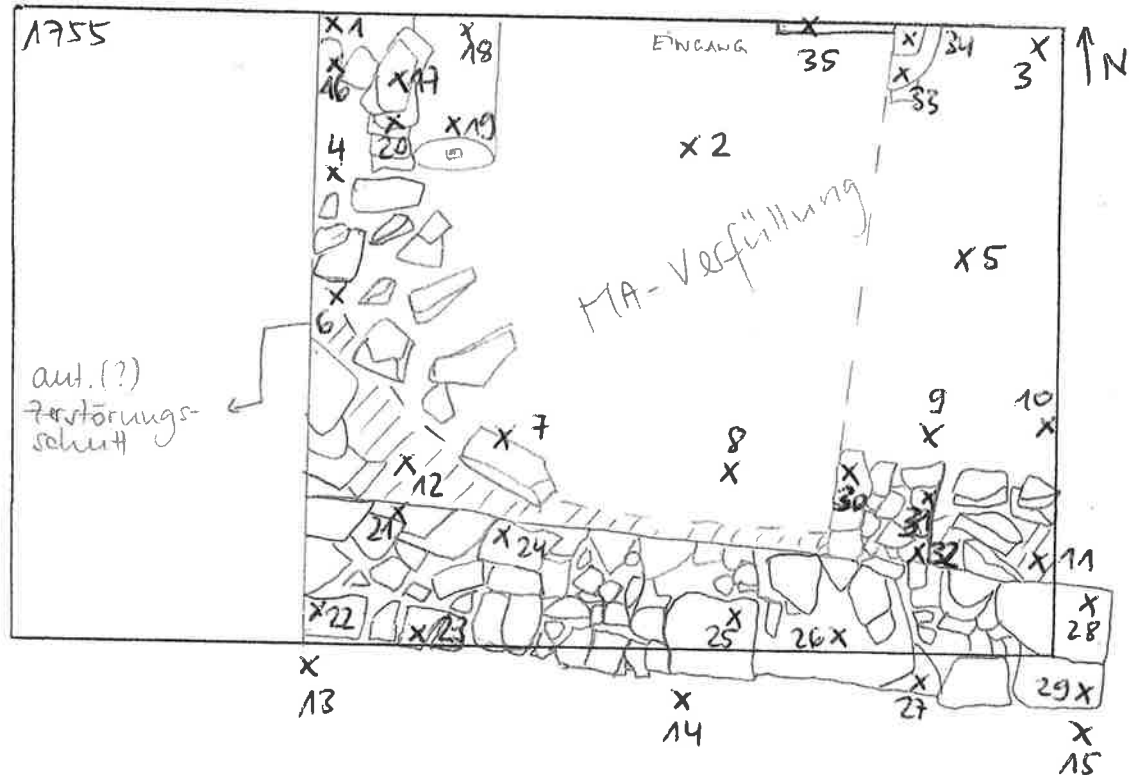 1755
x 1
x 18
EINGANG
x 35
x 34
x 3
↑ N
x 16
x 17
x 33
x 19
x 20
4 x
x 2
MA-Verfüllung
x 5
x 6
ant.(?)
Zerstörungs-
schutt
x 7
8 x
9 x
10 x
x 12
x 30
x 31
x 21
x 24
x 32
x 11
x 22
x 23
x 25
26 x
x 28
x 13
x 14
x 27
29 x
x 15